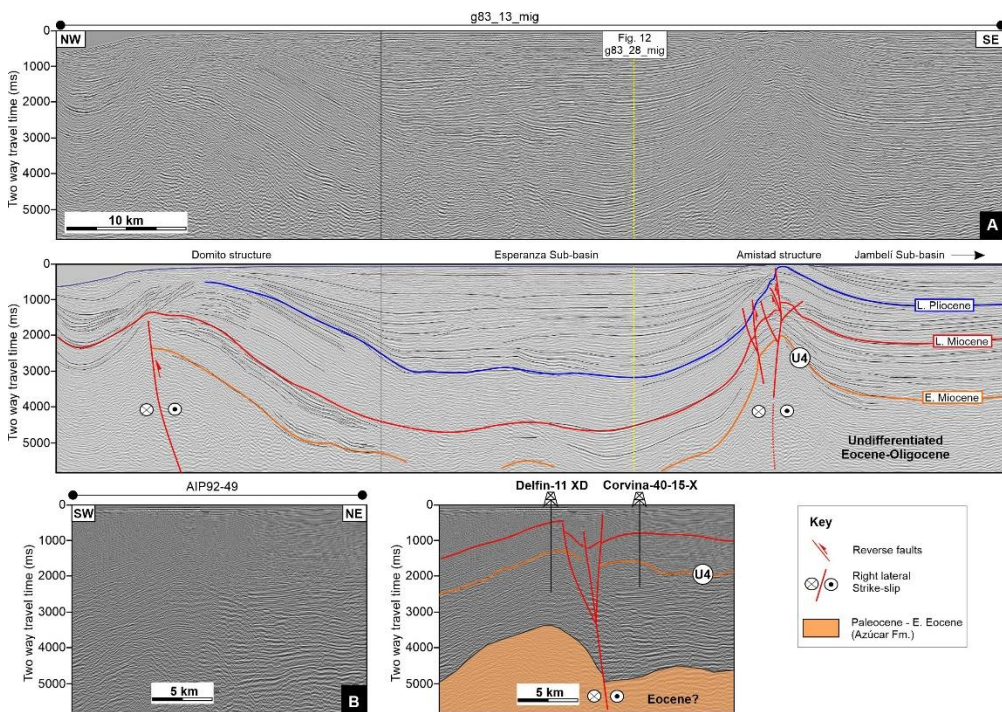 g83_13_mig
NW
Fig. 12
g83_28_mig
SE
Two way travel time (ms)
0
1000
2000
3000
4000
5000
10 km
A
Domito structure
Esperanza Sub-basin
Amistad structure
Jambelí Sub-basin
Two way travel time (ms)
0
1000
2000
3000
4000
5000
L. Pliocene
L. Miocene
U4
E. Miocene
Undifferentiated
Eocene-Oligocene
AIP92-49
SW
NE
Two way travel time (ms)
0
1000
2000
3000
4000
5000
5 km
B
Delfin-11 XD
Corvina-40-15-X
Two way travel time (ms)
0
1000
2000
3000
4000
5000
U4
5 km
Eocene?
Key
Reverse faults
Right lateral
Strike-slip
Paleocene - E. Eocene
(Azúcar Fm.)